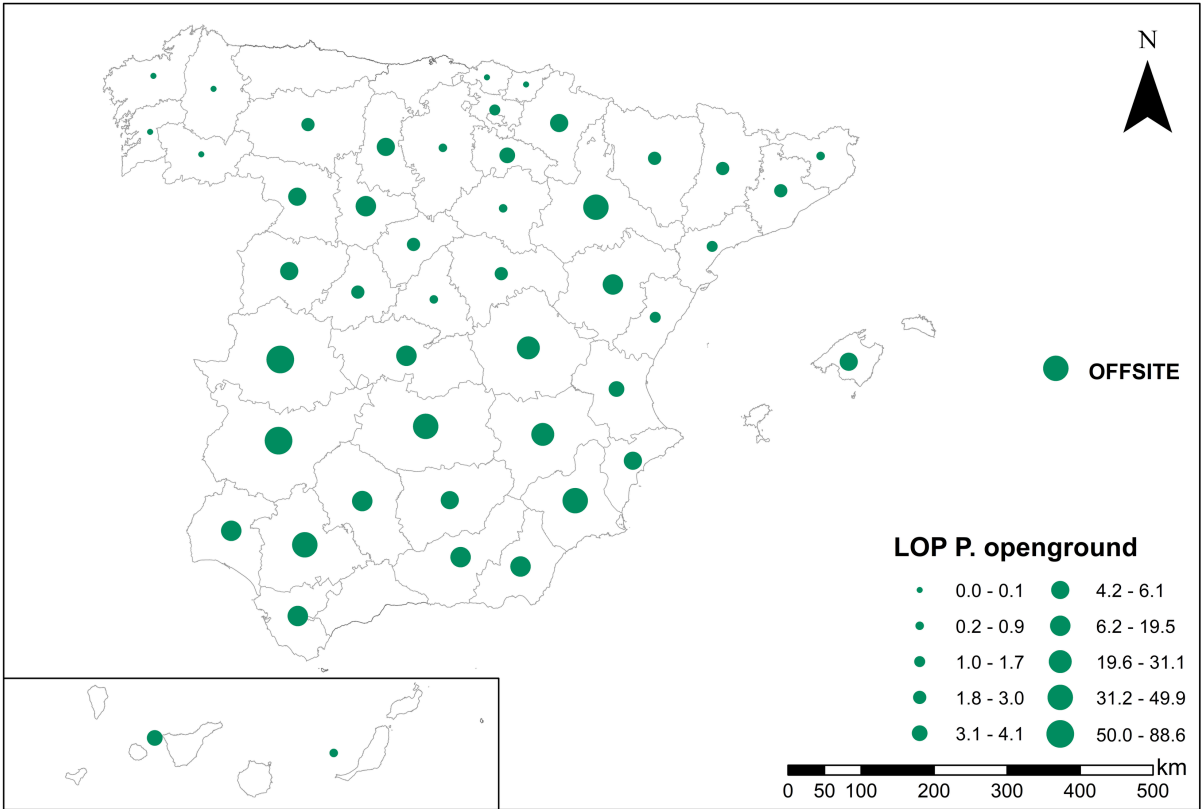 N
OFFSITE
LOP P. openground
0.0 - 0.1 4.2 - 6.1
0.2 - 0.9 6.2 - 19.5
1.0 - 1.7 19.6 - 31.1
1.8 - 3.0 31.2 - 49.9
3.1 - 4.1 50.0 - 88.6
km
0 50 100 200 300 400 500